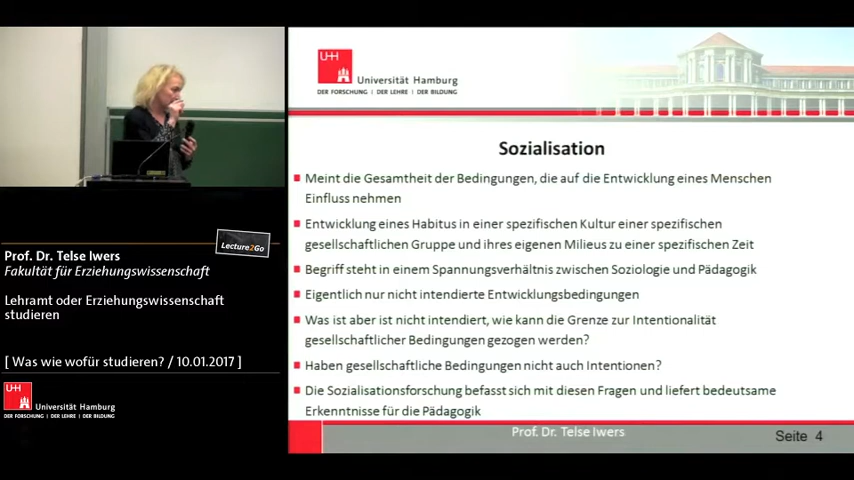 UHH
Universität Hamburg
DER FORSCHUNG | DER LEHRE | DER BILDUNG
Sozialisation
Meint die Gesamtheit der Bedingungen, die auf die Entwicklung eines Menschen
Einfluss nehmen
Entwicklung eines Habitus in einer spezifischen Kultur einer spezifischen
gesellschaftlichen Gruppe und ihres eigenen Milieus zu einer spezifischen Zeit
Begriff steht in einem Spannungsverhältnis zwischen Soziologie und Pädagogik
Eigentlich nur nicht intendierte Entwicklungsbedingungen
Was ist aber ist nicht intendiert, wie kann die Grenze zur Intentionalität
gesellschaftlicher Bedingungen gezogen werden?
Haben gesellschaftliche Bedingungen nicht auch Intentionen?
Die Sozialisationsforschung befasst sich mit diesen Fragen und liefert bedeutsame
Erkenntnisse für die Pädagogik
Prof. Dr. Telse Iwers
Seite 4
Lecture2Go
Prof. Dr. Telse Iwers
Fakultät für Erziehungswissenschaft
Lehramt oder Erziehungswissenschaft
studieren
[ Was wie wofür studieren? / 10.01.2017 ]
UHH
Universität Hamburg
DER FORSCHUNG | DER LEHRE | DER BILDUNG